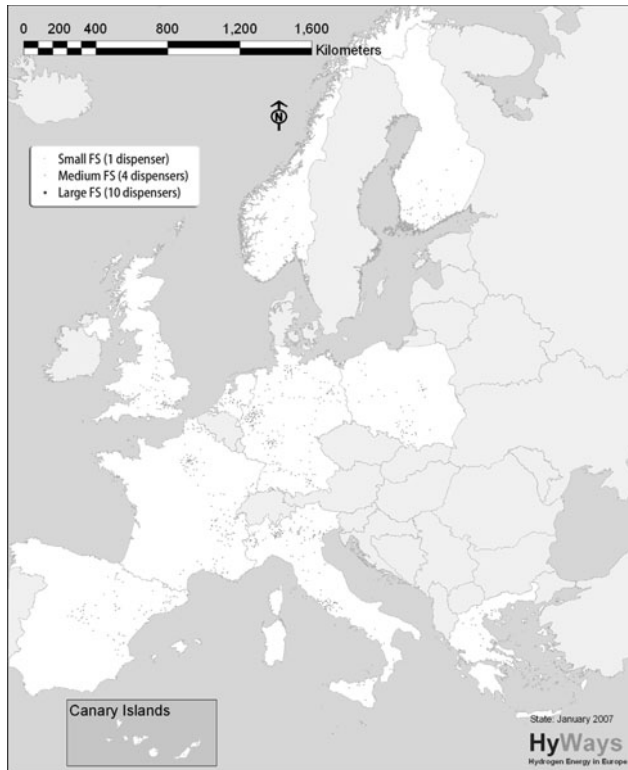 0 200 400 800 1,200 1,600
Kilometers
N
Small FS (1 dispenser)
Medium FS (4 dispensers)
Large FS (10 dispensers)
Canary Islands
State: January 2007
HyWays
Hydrogen Energy in Europe